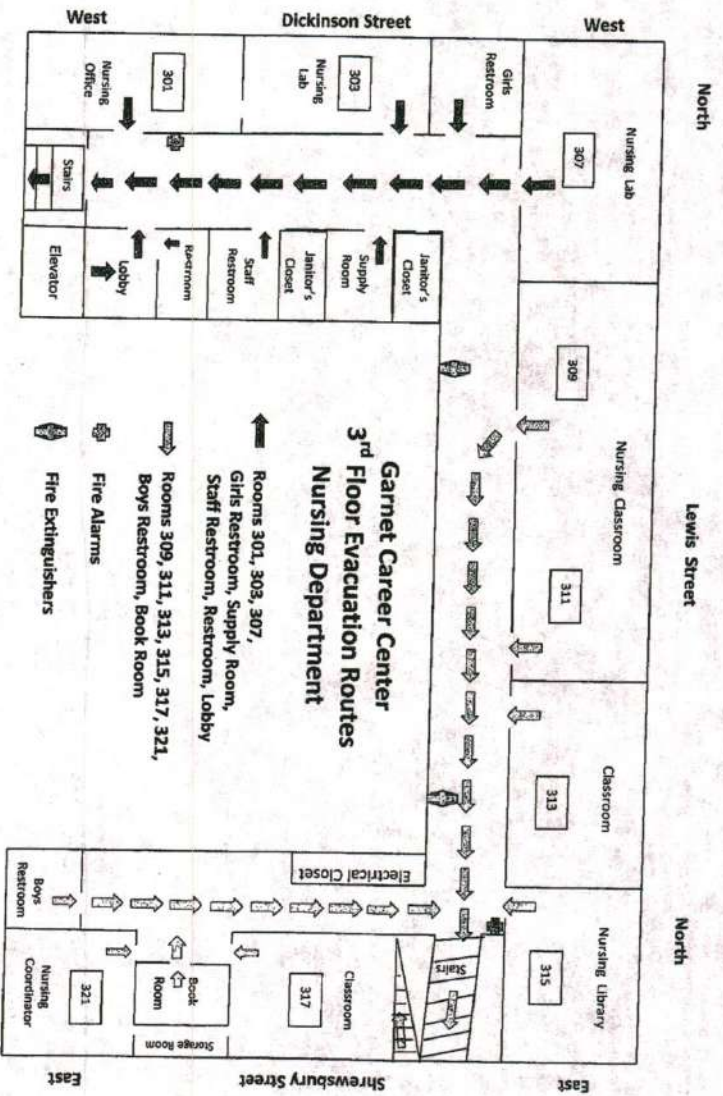 North
Lewis Street
North
West
Dickinson Street
West
Nursing Lab
307
309
Nursing Classroom
311
Classroom
313
Nursing Library
315
Girls
Restroom
303
Nursing
Lab
301
Nursing
Office
Stairs
Janitor's
Closet
Supply
Room
Janitor's
Closet
Staff
Restroom
Restroom
Lobby
Elevator
Garnet Career Center
3rd Floor Evacuation Routes
Nursing Department
Rooms 301, 303, 307,
Girls Restroom, Supply Room,
Staff Restroom, Restroom, Lobby
Rooms 309, 311, 313, 315, 317, 321,
Boys Restroom, Book Room
Fire Alarms
Fire Extinguishers
Electrical Closet
Stairs
Classroom
317
Book
Room
Storage Room
Boys
Restroom
321
Nursing
Coordinator
East
Shrewsbury Street
East